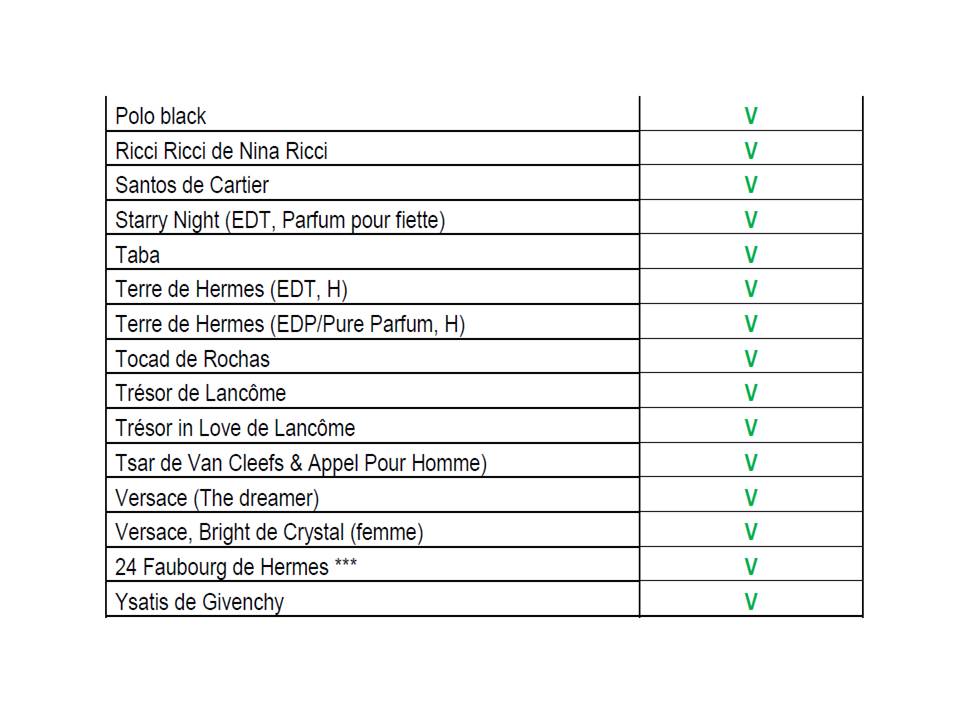 Polo black V
Ricci Ricci de Nina Ricci V
Santos de Cartier V
Starry Night (EDT, Parfum pour fiette) V
Taba V
Terre de Hermes (EDT, H) V
Terre de Hermes (EDP/Pure Parfum, H) V
Tocad de Rochas V
Trésor de Lancôme V
Trésor in Love de Lancôme V
Tsar de Van Cleefs & Appel Pour Homme) V
Versace (The dreamer) V
Versace, Bright de Crystal (femme) V
24 Faubourg de Hermes *** V
Ysatis de Givenchy V